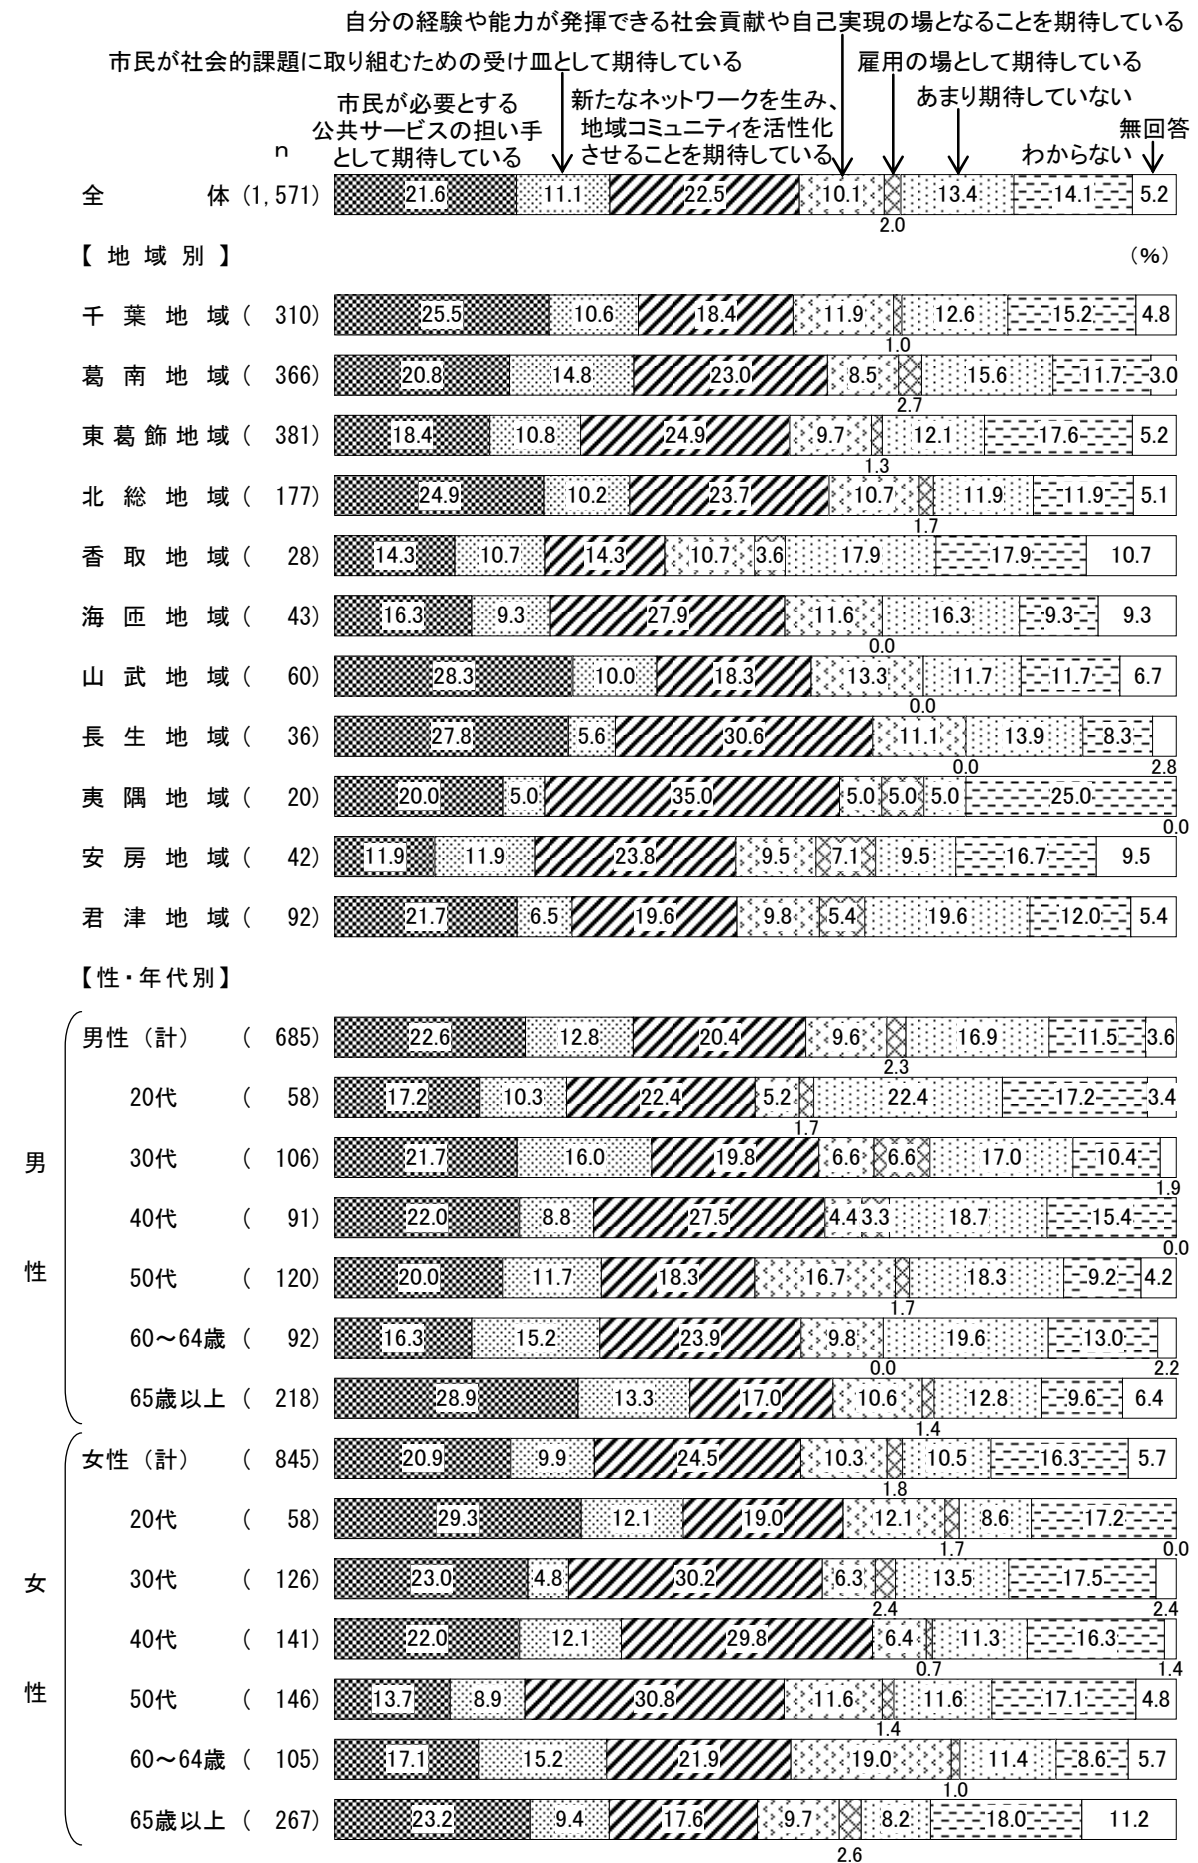 自分の経験や能力が発揮できる社会貢献や自己実現の場となることを期待している
市民が社会的課題に取り組むための受け皿として期待している
雇用の場として期待している
市民が必要とする
公共サービスの担い手
として期待している
新たなネットワークを生み、
地域コミュニティを活性化
させることを期待している
あまり期待していない
わからない
無回答
n
全体 (1,571) 21.6 11.1 22.5 10.1 2.0 13.4 14.1 5.2
【地域別】 (%)
千葉地域 ( 310) 25.5 10.6 18.4 11.9 1.0 12.6 15.2 4.8
葛南地域 ( 366) 20.8 14.8 23.0 8.5 2.7 15.6 11.7 3.0
東葛飾地域 ( 381) 18.4 10.8 24.9 9.7 1.3 12.1 17.6 5.2
北総地域 ( 177) 24.9 10.2 23.7 10.7 1.7 11.9 11.9 5.1
香取地域 ( 28) 14.3 10.7 14.3 10.7 3.6 17.9 17.9 10.7
海匝地域 ( 43) 16.3 9.3 27.9 11.6 0.0 16.3 9.3 9.3
山武地域 ( 60) 28.3 10.0 18.3 13.3 0.0 11.7 11.7 6.7
長生地域 ( 36) 27.8 5.6 30.6 11.1 0.0 13.9 8.3 2.8
夷隅地域 ( 20) 20.0 5.0 35.0 5.0 5.0 5.0 25.0 0.0
安房地域 ( 42) 11.9 11.9 23.8 9.5 7.1 9.5 16.7 9.5
君津地域 ( 92) 21.7 6.5 19.6 9.8 5.4 19.6 12.0 5.4
【性・年代別】
男性
男性（計） ( 685) 22.6 12.8 20.4 9.6 2.3 16.9 11.5 3.6
20代 ( 58) 17.2 10.3 22.4 5.2 1.7 22.4 17.2 3.4
30代 ( 106) 21.7 16.0 19.8 6.6 6.6 17.0 10.4 1.9
40代 ( 91) 22.0 8.8 27.5 4.4 3.3 18.7 15.4 0.0
50代 ( 120) 20.0 11.7 18.3 16.7 1.7 18.3 9.2 4.2
60～64歳 ( 92) 16.3 15.2 23.9 9.8 0.0 19.6 13.0 2.2
65歳以上 ( 218) 28.9 13.3 17.0 10.6 1.4 12.8 9.6 6.4
女性
女性（計） ( 845) 20.9 9.9 24.5 10.3 1.8 10.5 16.3 5.7
20代 ( 58) 29.3 12.1 19.0 12.1 1.7 8.6 17.2 0.0
30代 ( 126) 23.0 4.8 30.2 6.3 2.4 13.5 17.5 2.4
40代 ( 141) 22.0 12.1 29.8 6.4 0.7 11.3 16.3 1.4
50代 ( 146) 13.7 8.9 30.8 11.6 1.4 11.6 17.1 4.8
60～64歳 ( 105) 17.1 15.2 21.9 19.0 1.0 11.4 8.6 5.7
65歳以上 ( 267) 23.2 9.4 17.6 9.7 2.6 8.2 18.0 11.2